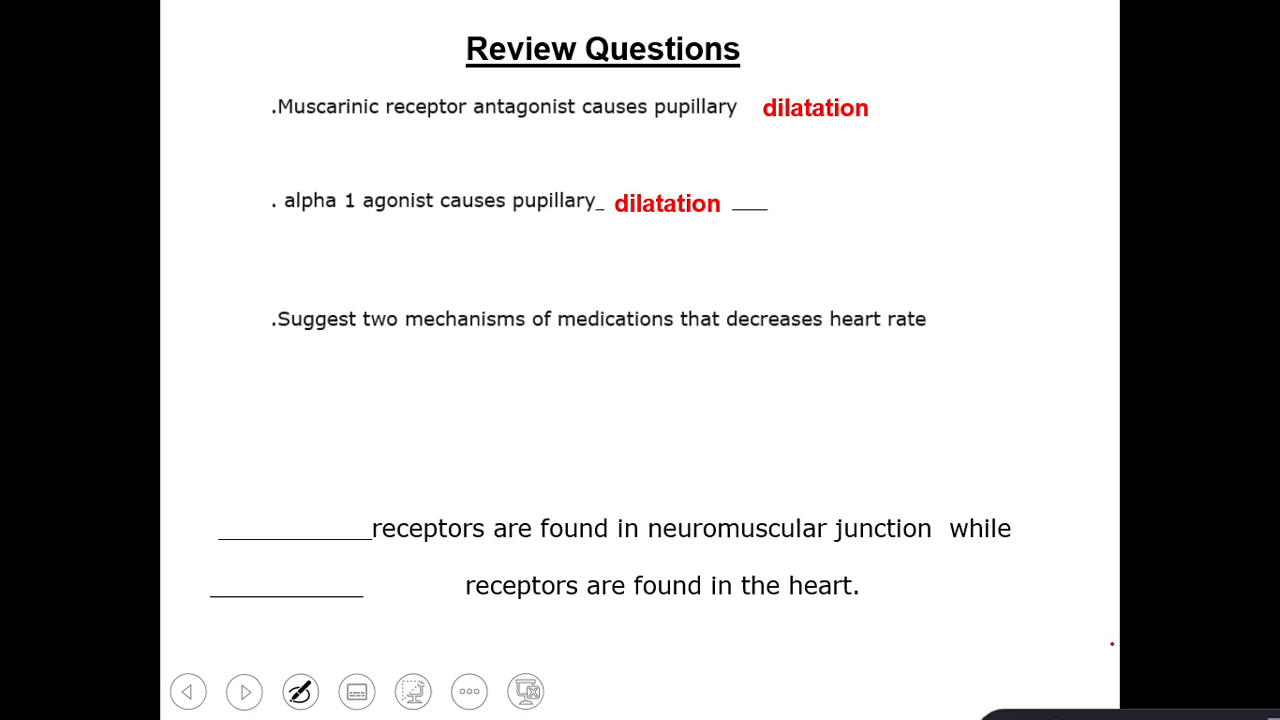 Review Questions
.Muscarinic receptor antagonist causes pupillary dilatation
. alpha 1 agonist causes pupillary_ dilatation ___
.Suggest two mechanisms of medications that decreases heart rate
____________receptors are found in neuromuscular junction while
____________ receptors are found in the heart.